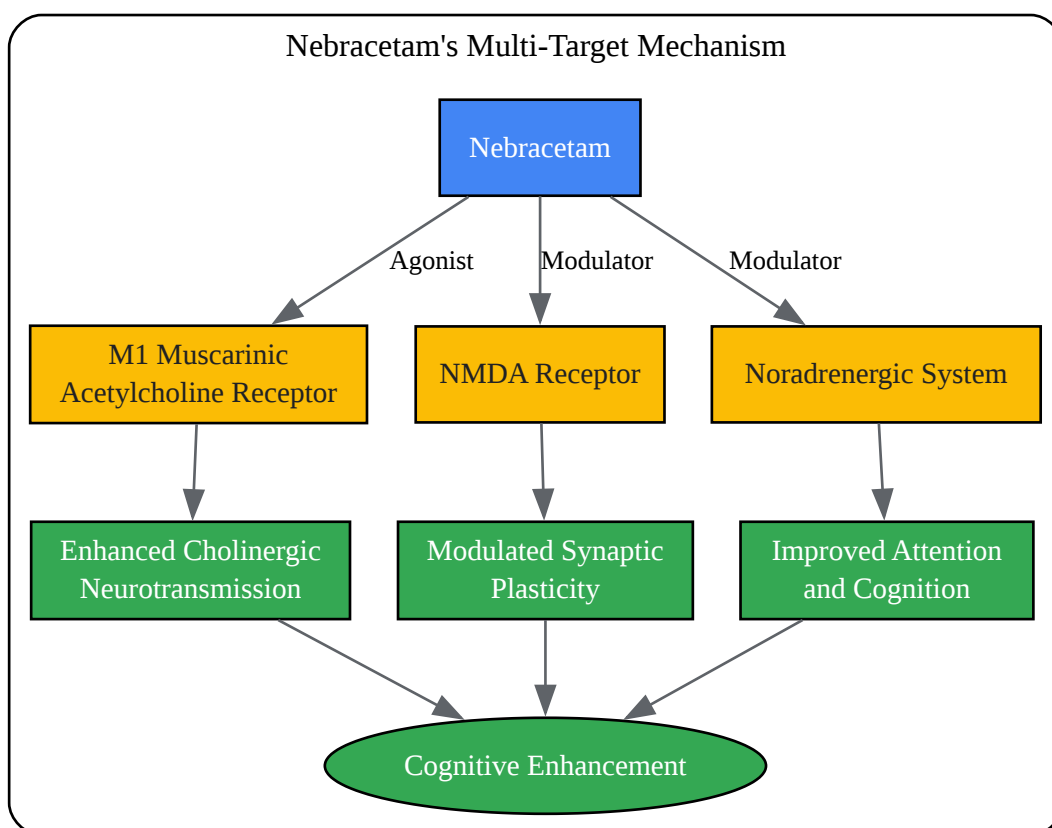 Nebracetam's Multi-Target Mechanism
Nebracetam
Agonist
Modulator
Modulator
M1 Muscarinic
Acetylcholine Receptor
NMDA Receptor
Noradrenergic System
Enhanced Cholinergic
Neurotransmission
Modulated Synaptic
Plasticity
Improved Attention
and Cognition
Cognitive Enhancement